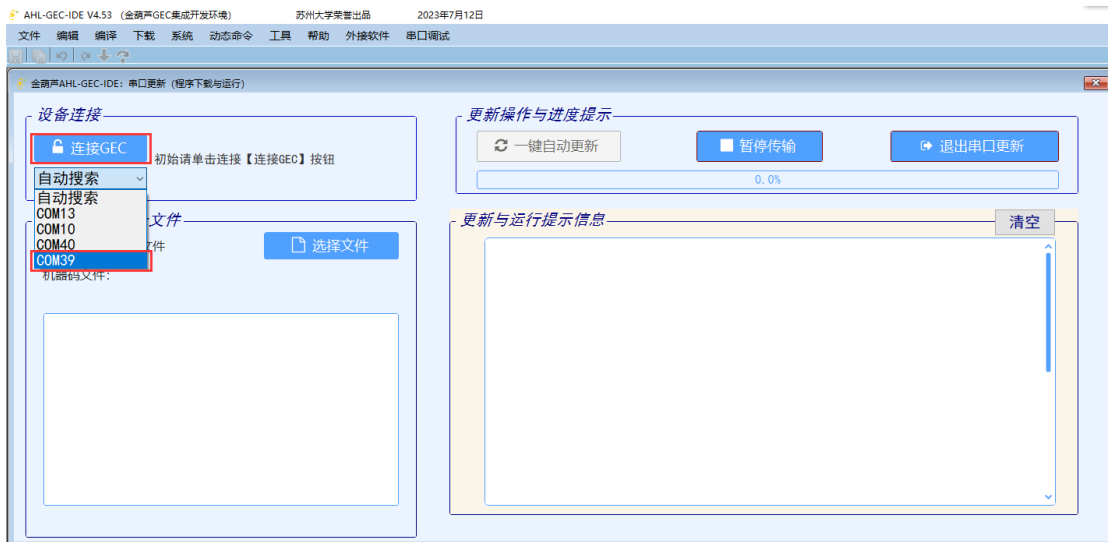 AHL-GEC-IDE V4.53 （金葫芦GEC集成开发环境） 苏州大学荣誉出品 2023年7月12日
文件 编辑 编译 下载 系统 动态命令 工具 帮助 外接软件 串口调试
金葫芦AHL-GEC-IDE：串口更新（程序下载与运行）
设备连接
连接GEC
初始请单击连接【连接GEC】按钮
自动搜索
自动搜索
COM13
COM10
COM40
COM39
文件
文件
选择文件
机器码文件：
更新操作与进度提示
一键自动更新 暂停传输 退出串口更新
0.0%
更新与运行提示信息
清空